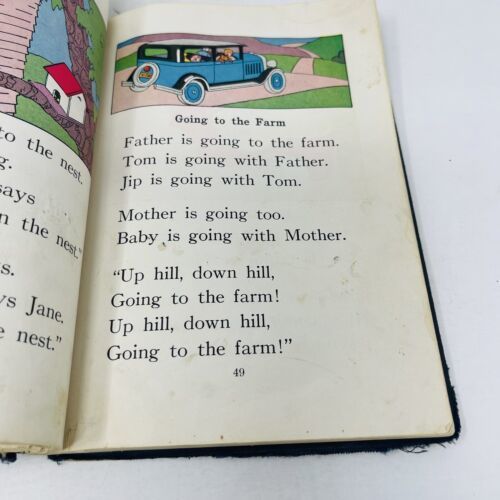 to the nest.
g.
says
n the nest."
s.
ys Jane.
e nest."
Going to the Farm
Father is going to the farm.
Tom is going with Father.
Jip is going with Tom.
Mother is going too.
Baby is going with Mother.
“Up hill, down hill,
Going to the farm!
Up hill, down hill,
Going to the farm!”
49